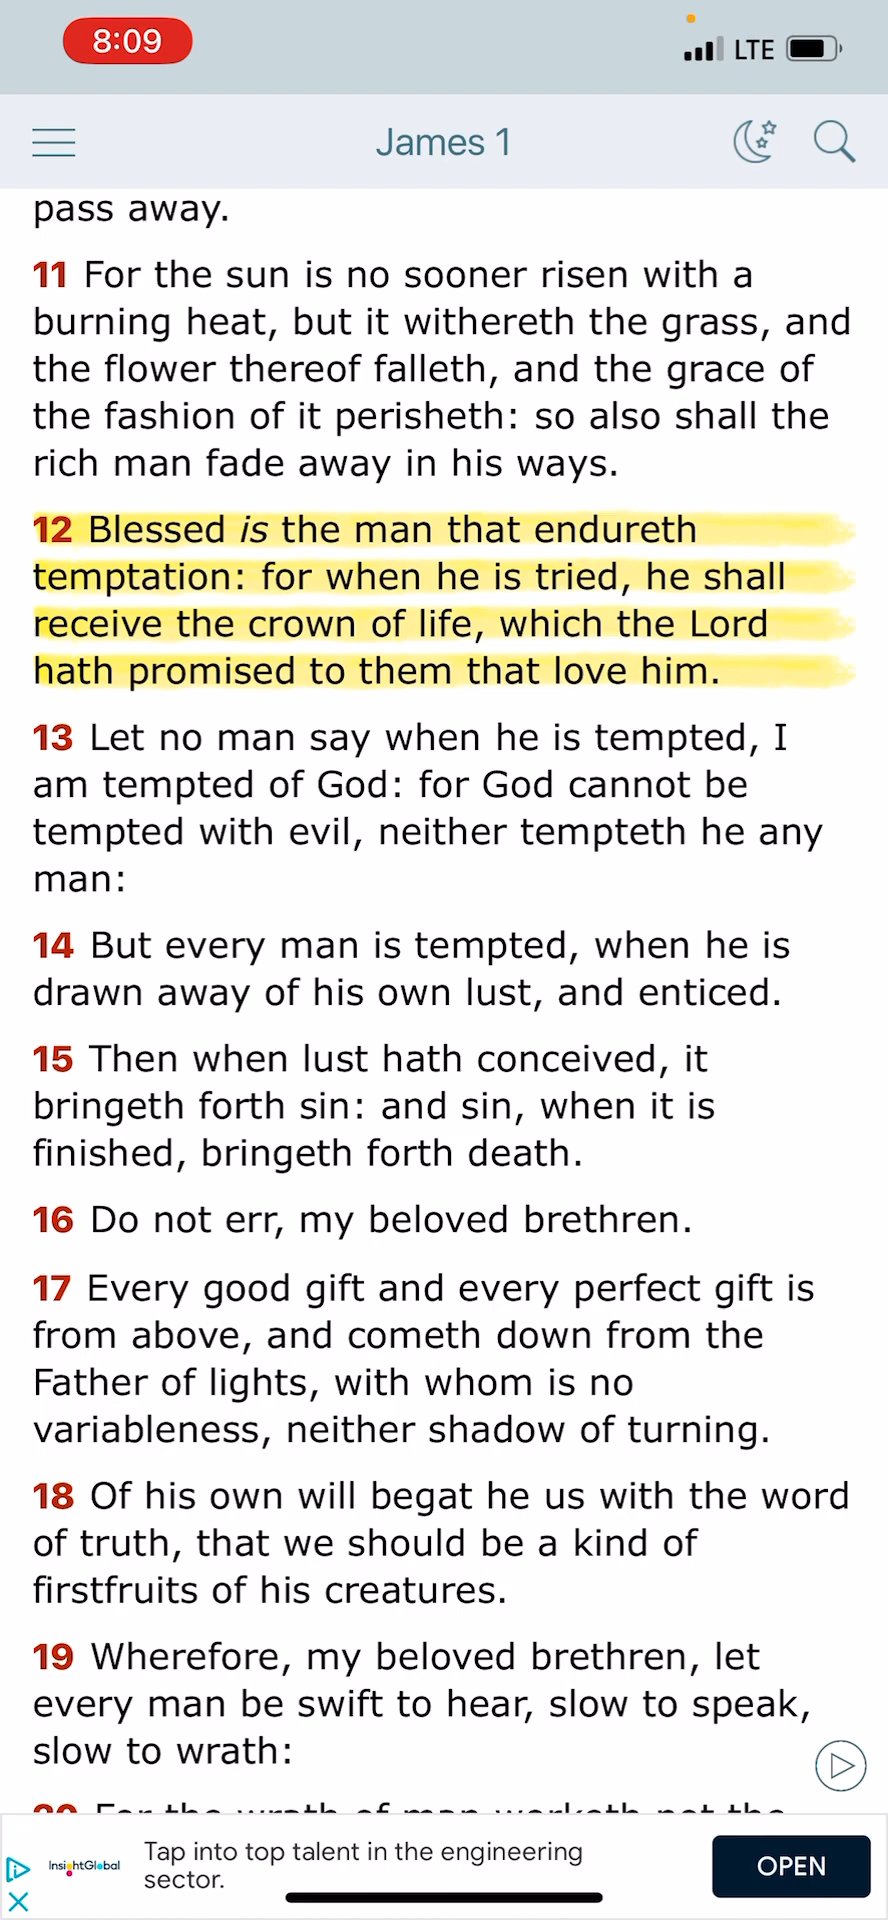 8:09
LTE
James 1
pass away.
11 For the sun is no sooner risen with a
burning heat, but it withereth the grass, and
the flower thereof falleth, and the grace of
the fashion of it perisheth: so also shall the
rich man fade away in his ways.
12 Blessed is the man that endureth
temptation: for when he is tried, he shall
receive the crown of life, which the Lord
hath promised to them that love him.
13 Let no man say when he is tempted, I
am tempted of God: for God cannot be
tempted with evil, neither tempteth he any
man:
14 But every man is tempted, when he is
drawn away of his own lust, and enticed.
15 Then when lust hath conceived, it
bringeth forth sin: and sin, when it is
finished, bringeth forth death.
16 Do not err, my beloved brethren.
17 Every good gift and every perfect gift is
from above, and cometh down from the
Father of lights, with whom is no
variableness, neither shadow of turning.
18 Of his own will begat he us with the word
of truth, that we should be a kind of
firstfruits of his creatures.
19 Wherefore, my beloved brethren, let
every man be swift to hear, slow to speak,
slow to wrath:
20 For the wrath of man worketh not the
InsightGlobal
Tap into top talent in the engineering
sector.
OPEN